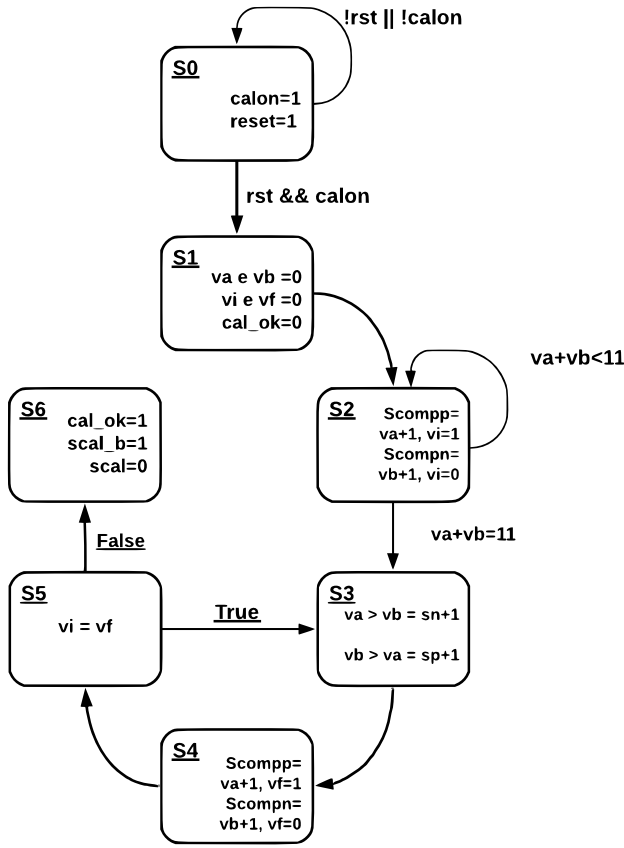 !rst || !calon
S0
calon=1
reset=1
rst && calon
S1
va e vb =0
vi e vf =0
cal_ok=0
va+vb<11
S2
Scompp=
va+1, vi=1
Scompn=
vb+1, vi=0
S6
cal_ok=1
scal_b=1
scal=0
va+vb=11
False
S5
vi = vf
True
S3
va > vb = sn+1
vb > va = sp+1
S4
Scompp=
va+1, vf=1
Scompn=
vb+1, vf=0